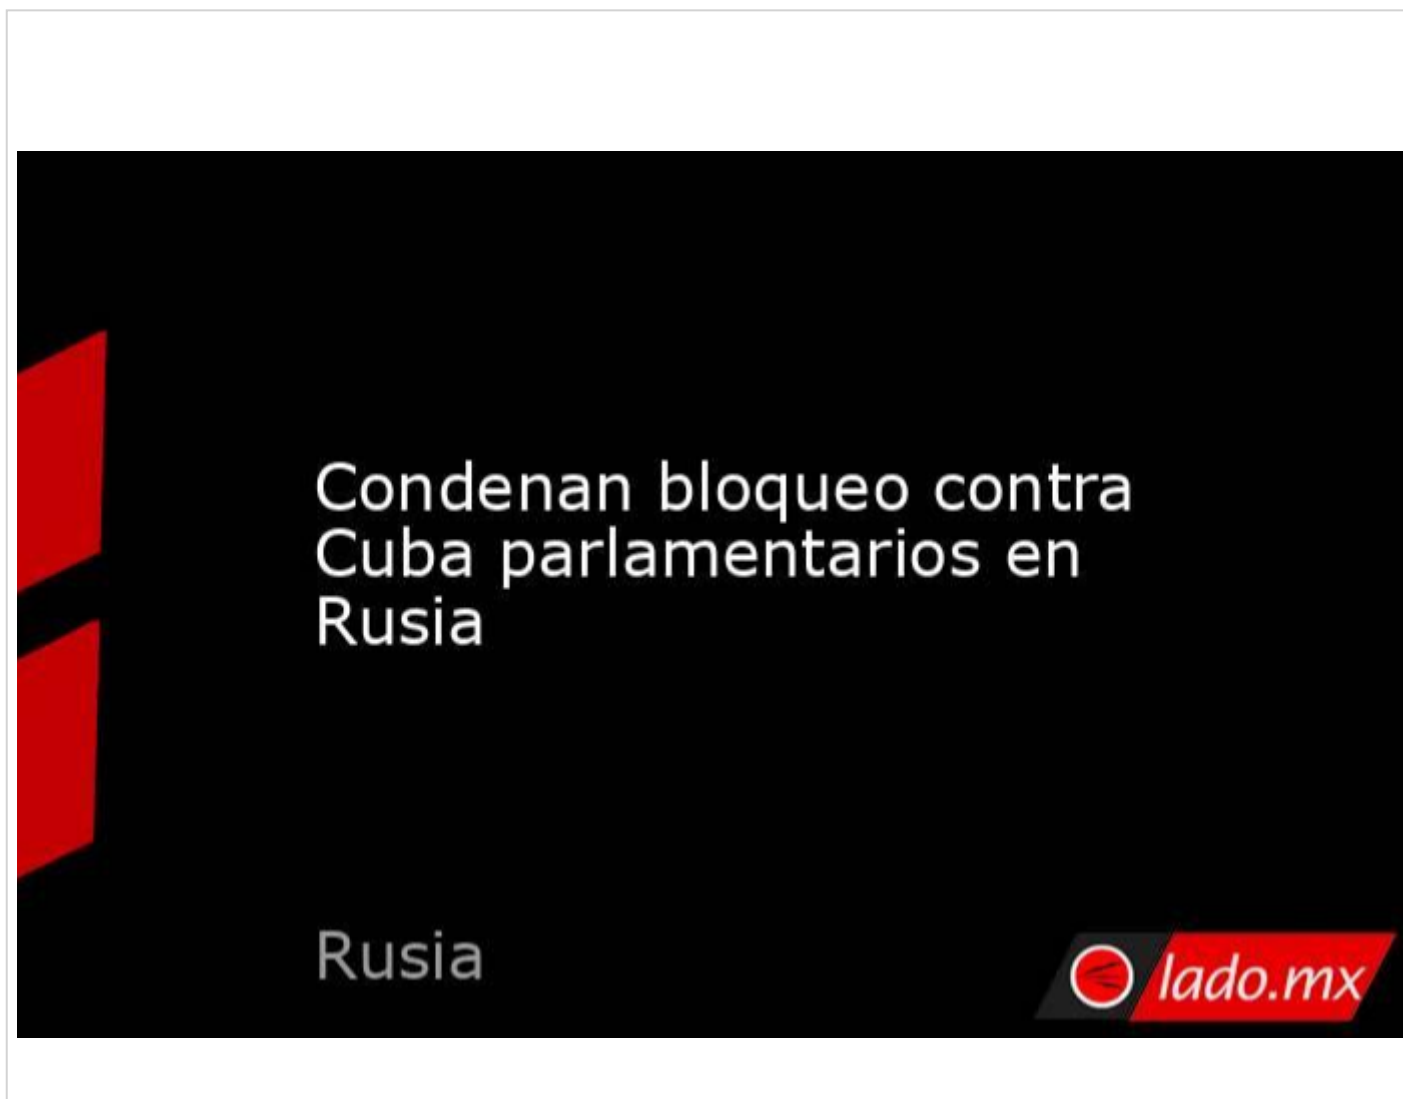 Condenan bloqueo contra
Cuba parlamentarios en
Rusia
Rusia
lado.mx